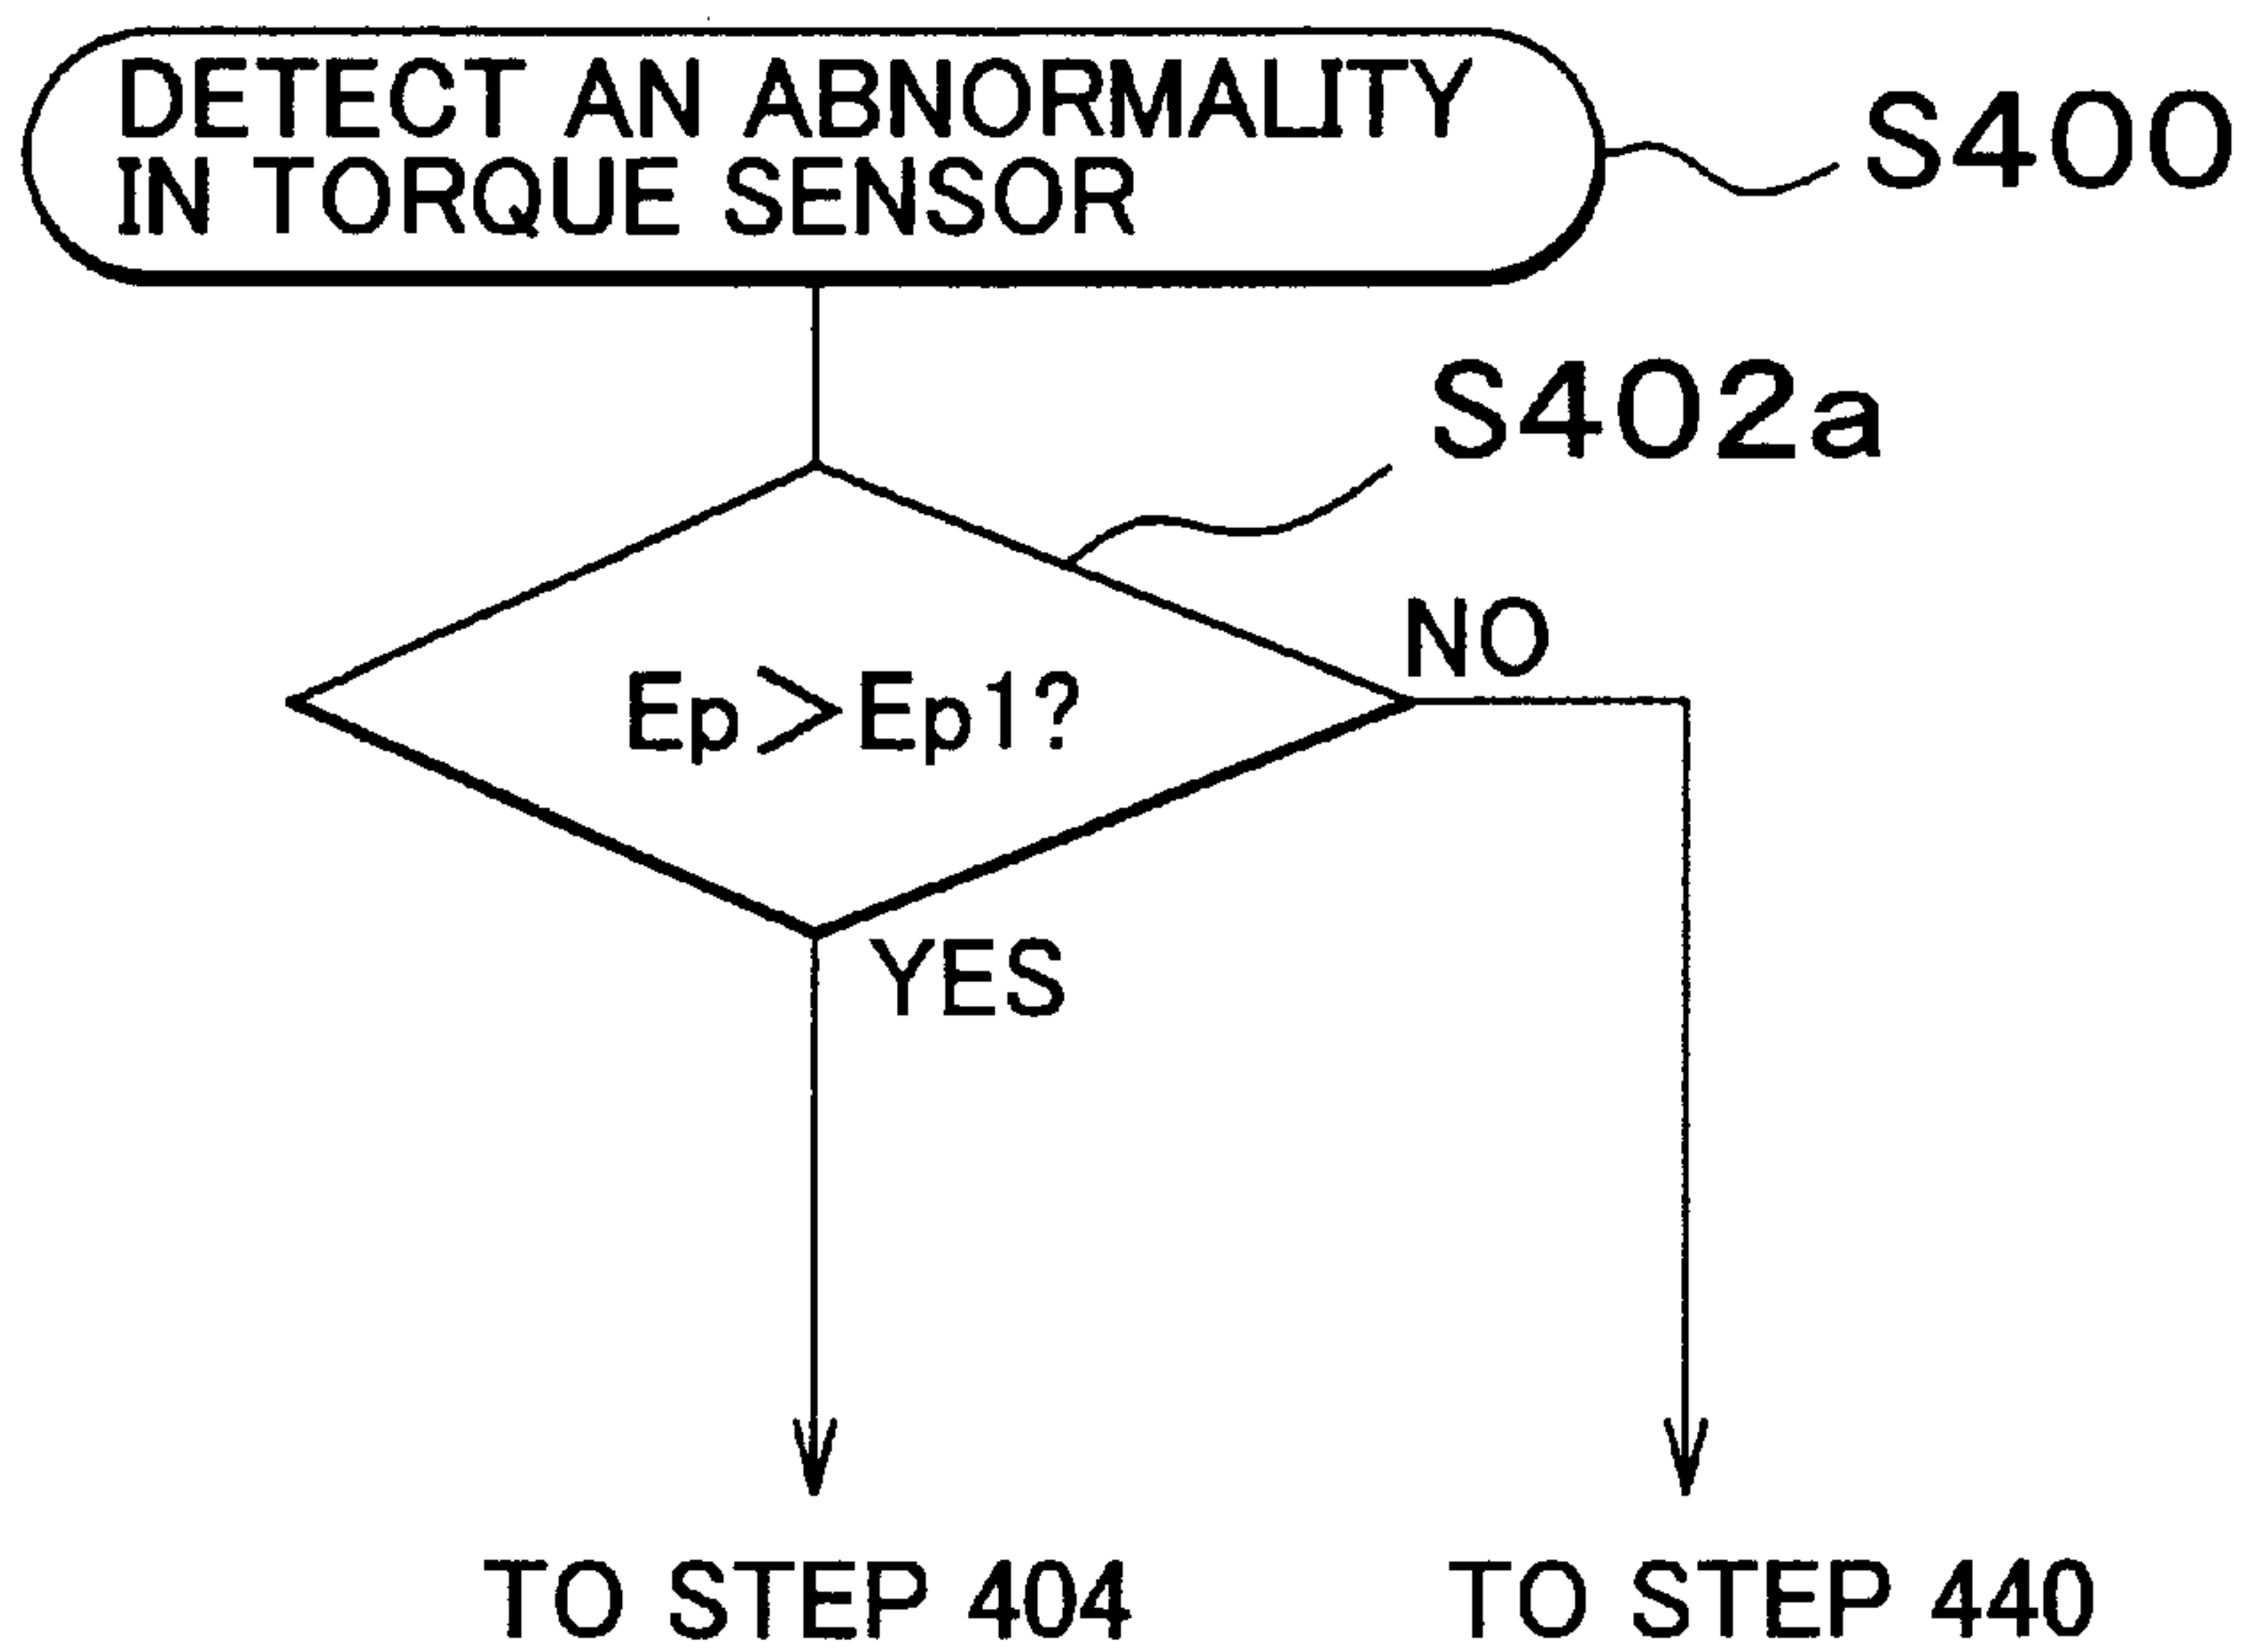 DETECT AN ABNORMALITY
IN TORQUE SENSOR
S400
S402a
Ep>Ep1?
NO
YES
TO STEP 404
TO STEP 440